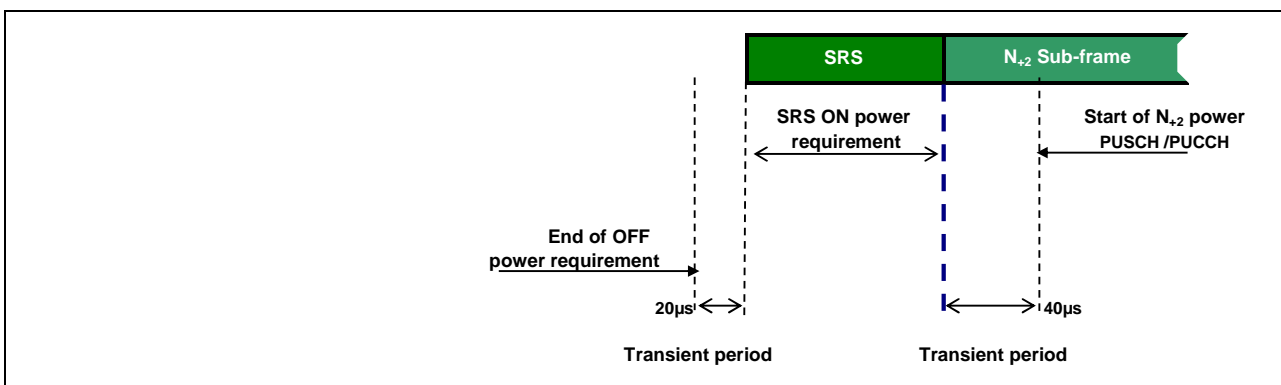 SRS
N+2 Sub-frame
SRS ON power
requirement
Start of N+2 power
PUSCH /PUCCH
End of OFF
power requirement
20µs
40µs
Transient period
Transient period